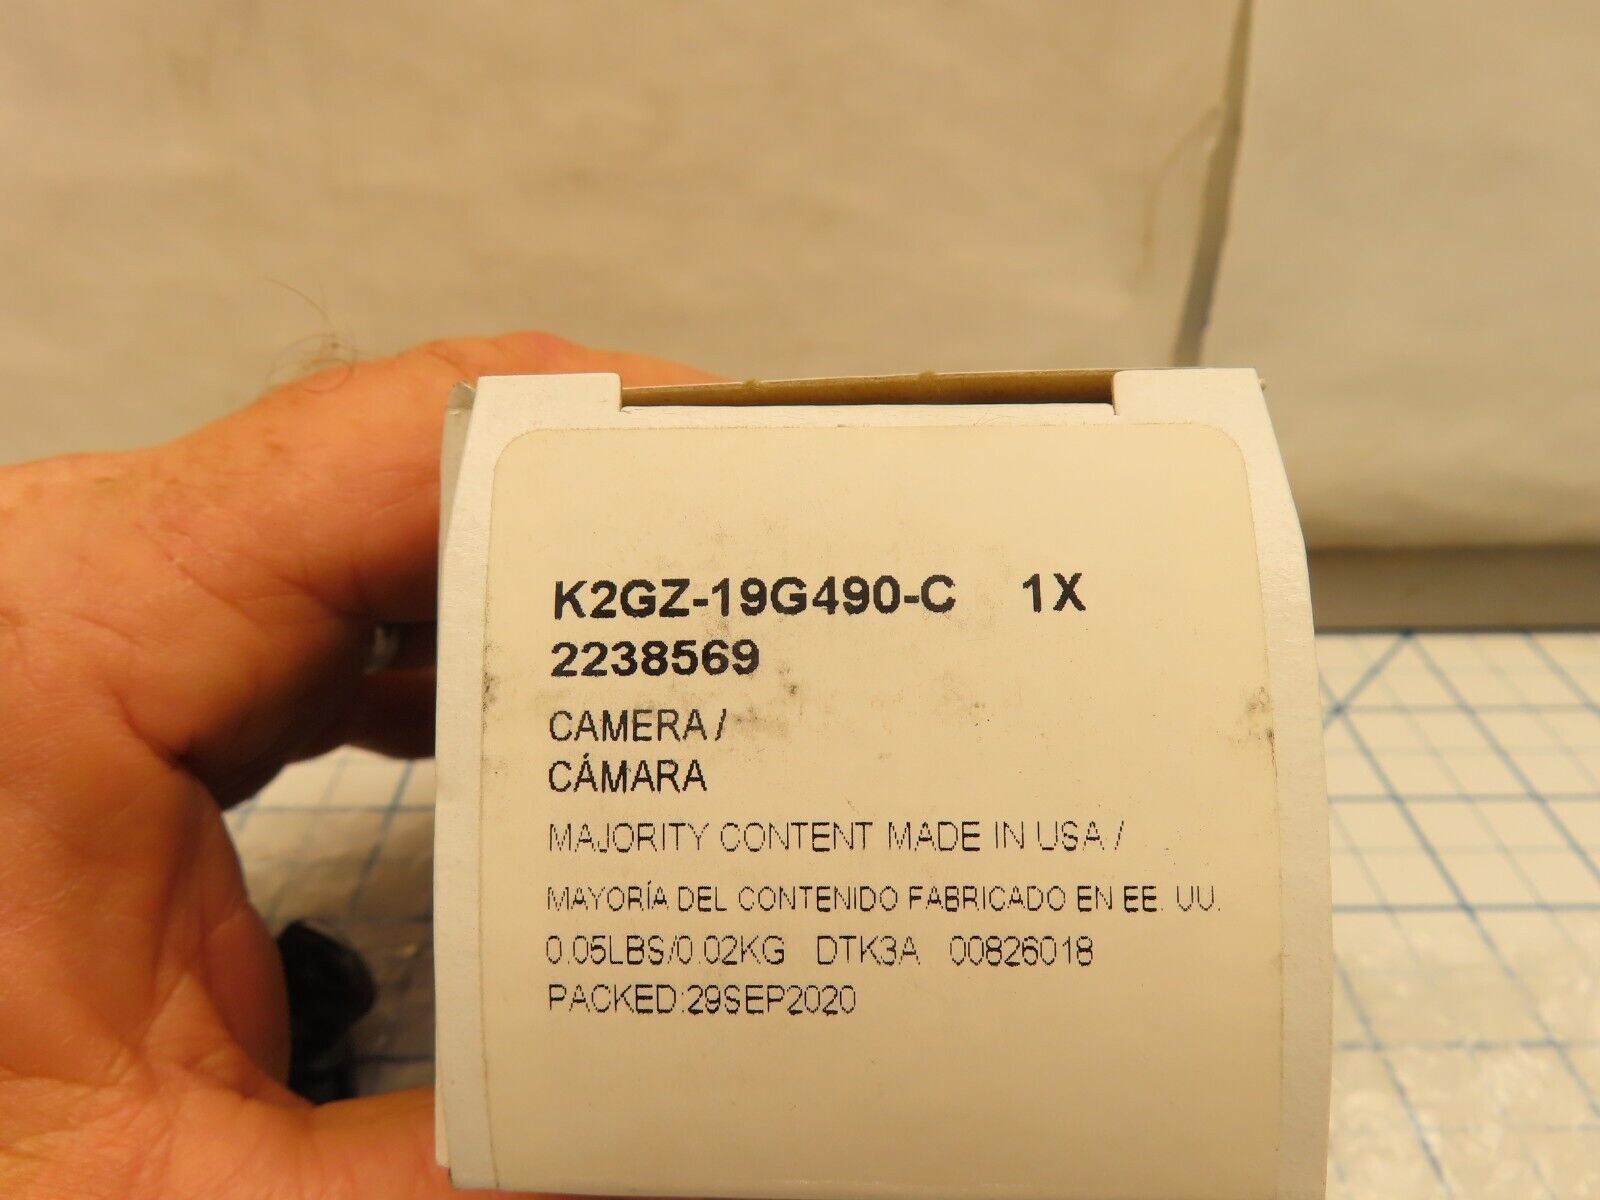 K2GZ-19G490-C 1X
2238569
CAMERA /
CÁMARA
MAJORITY CONTENT MADE IN USA /
MAYORÍA DEL CONTENIDO FABRICADO EN EE. UU.
0.05LBS/0.02KG DTK3A 00826018
PACKED:29SEP2020